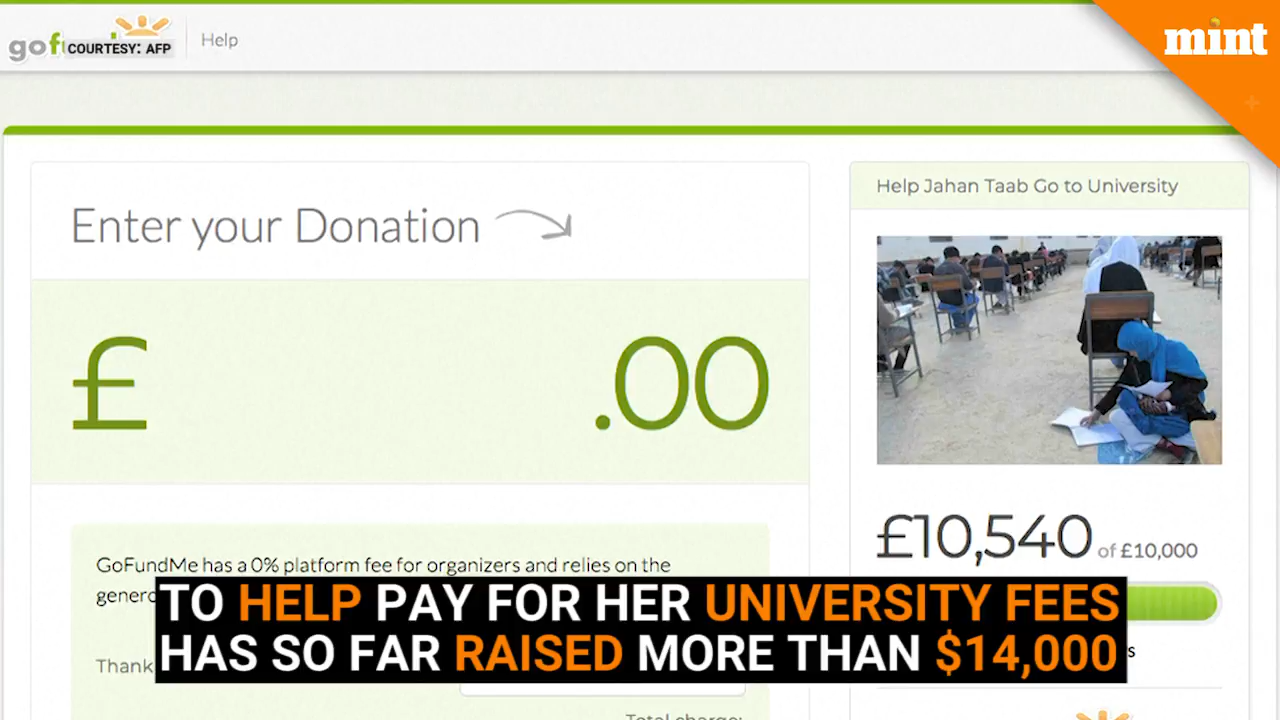 gof
COURTESY: AFP
Help
mint
Help Jahan Taab Go to University
Enter your Donation
£ .00
£10,540 of £10,000
GoFundMe has a 0% platform fee for organizers and relies on the
TO HELP PAY FOR HER UNIVERSITY FEES
HAS SO FAR RAISED MORE THAN $14,000
Thank